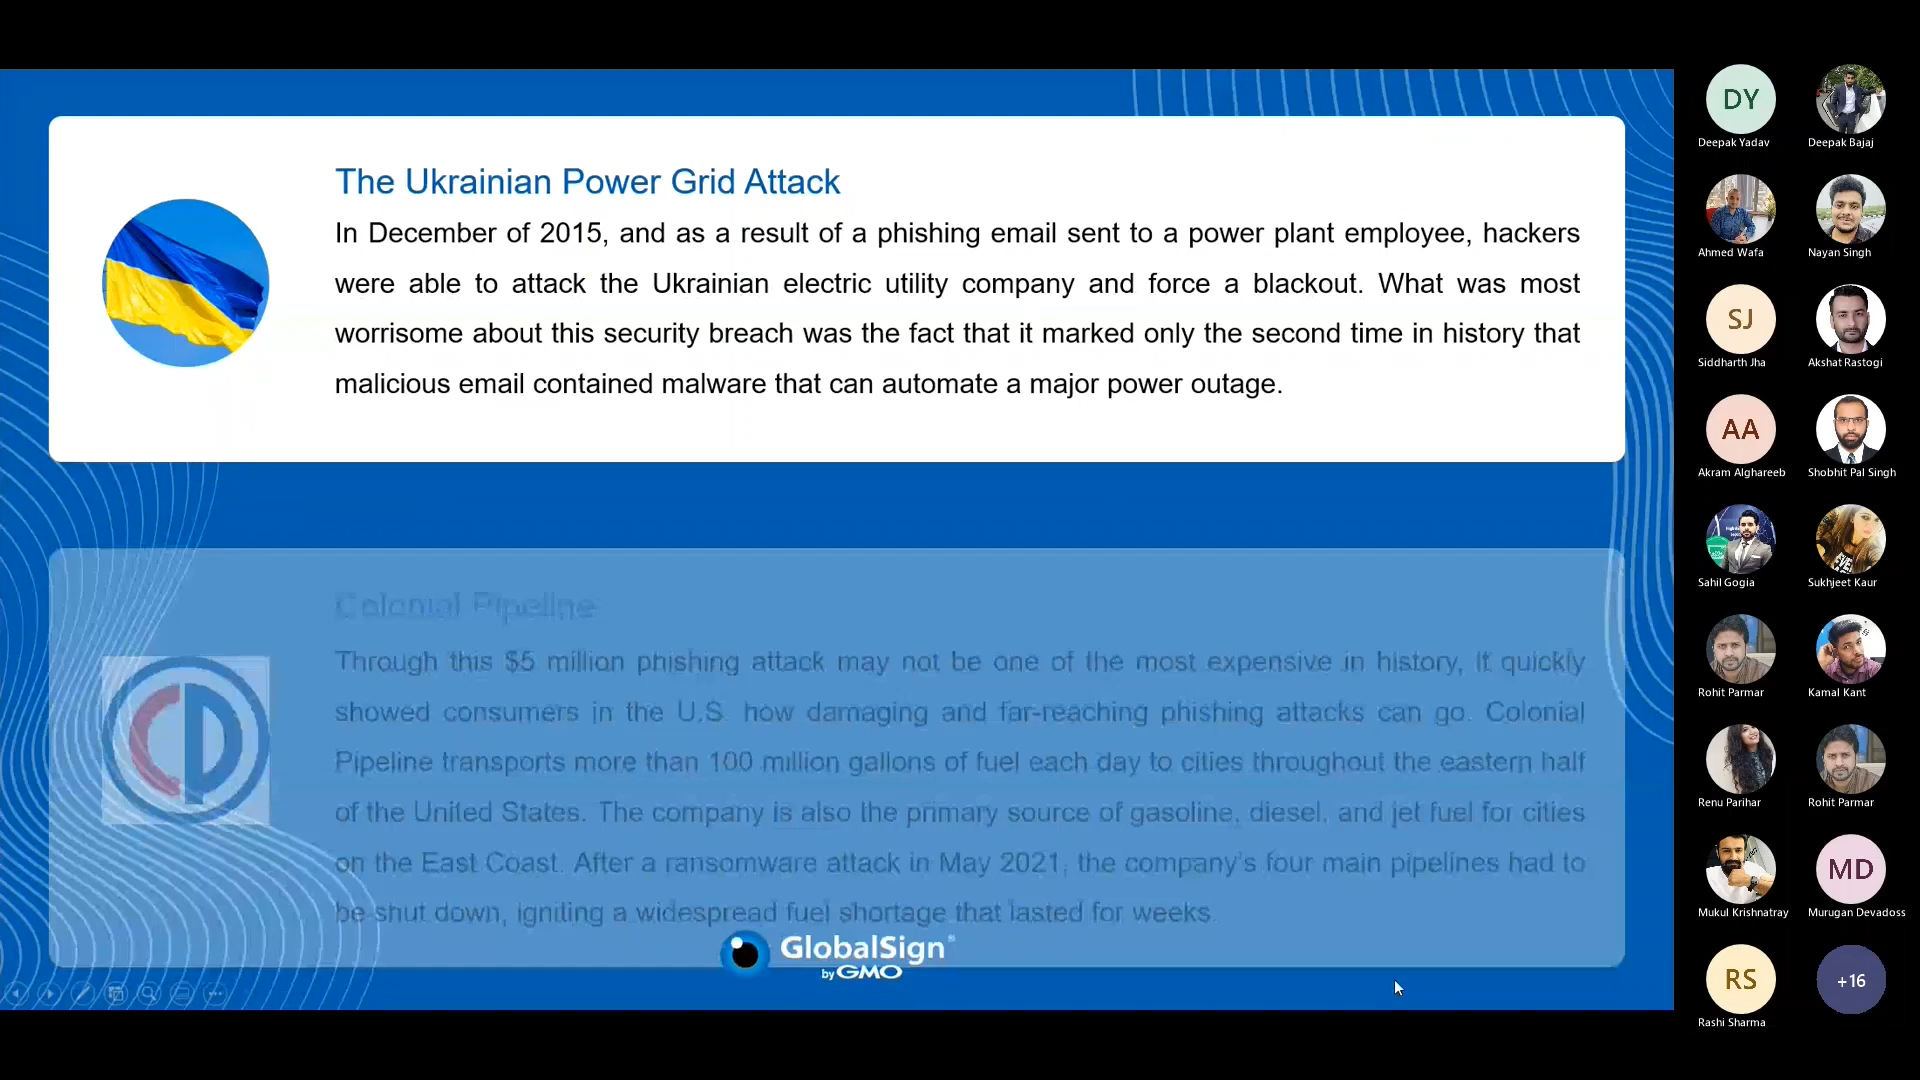 The Ukrainian Power Grid Attack
In December of 2015, and as a result of a phishing email sent to a power plant employee, hackers
were able to attack the Ukrainian electric utility company and force a blackout. What was most
worrisome about this security breach was the fact that it marked only the second time in history that
malicious email contained malware that can automate a major power outage.
Colonial Pipeline
Through this $5 million phishing attack may not be one of the most expensive in history, it quickly
showed consumers in the U.S. how damaging and far-reaching phishing attacks can go. Colonial
Pipeline transports more than 100 million gallons of fuel each day to cities throughout the eastern half
of the United States. The company is also the primary source of gasoline, diesel, and jet fuel for cities
on the East Coast. After a ransomware attack in May 2021, the company's four main pipelines had to
be shut down, igniting a widespread fuel shortage that lasted for weeks.
GlobalSign®
by GMO
DY
Deepak Yadav
Deepak Bajaj
Ahmed Wafa
Nayan Singh
SJ
Siddharth Jha
Akshat Rastogi
AA
Akram Alghareeb
Shobhit Pal Singh
Sahil Gogia
Sukhjeet Kaur
Rohit Parmar
Kamal Kant
Renu Parihar
Rohit Parmar
Mukul Krishnatray
MD
Murugan Devadoss
RS
Rashi Sharma
+16